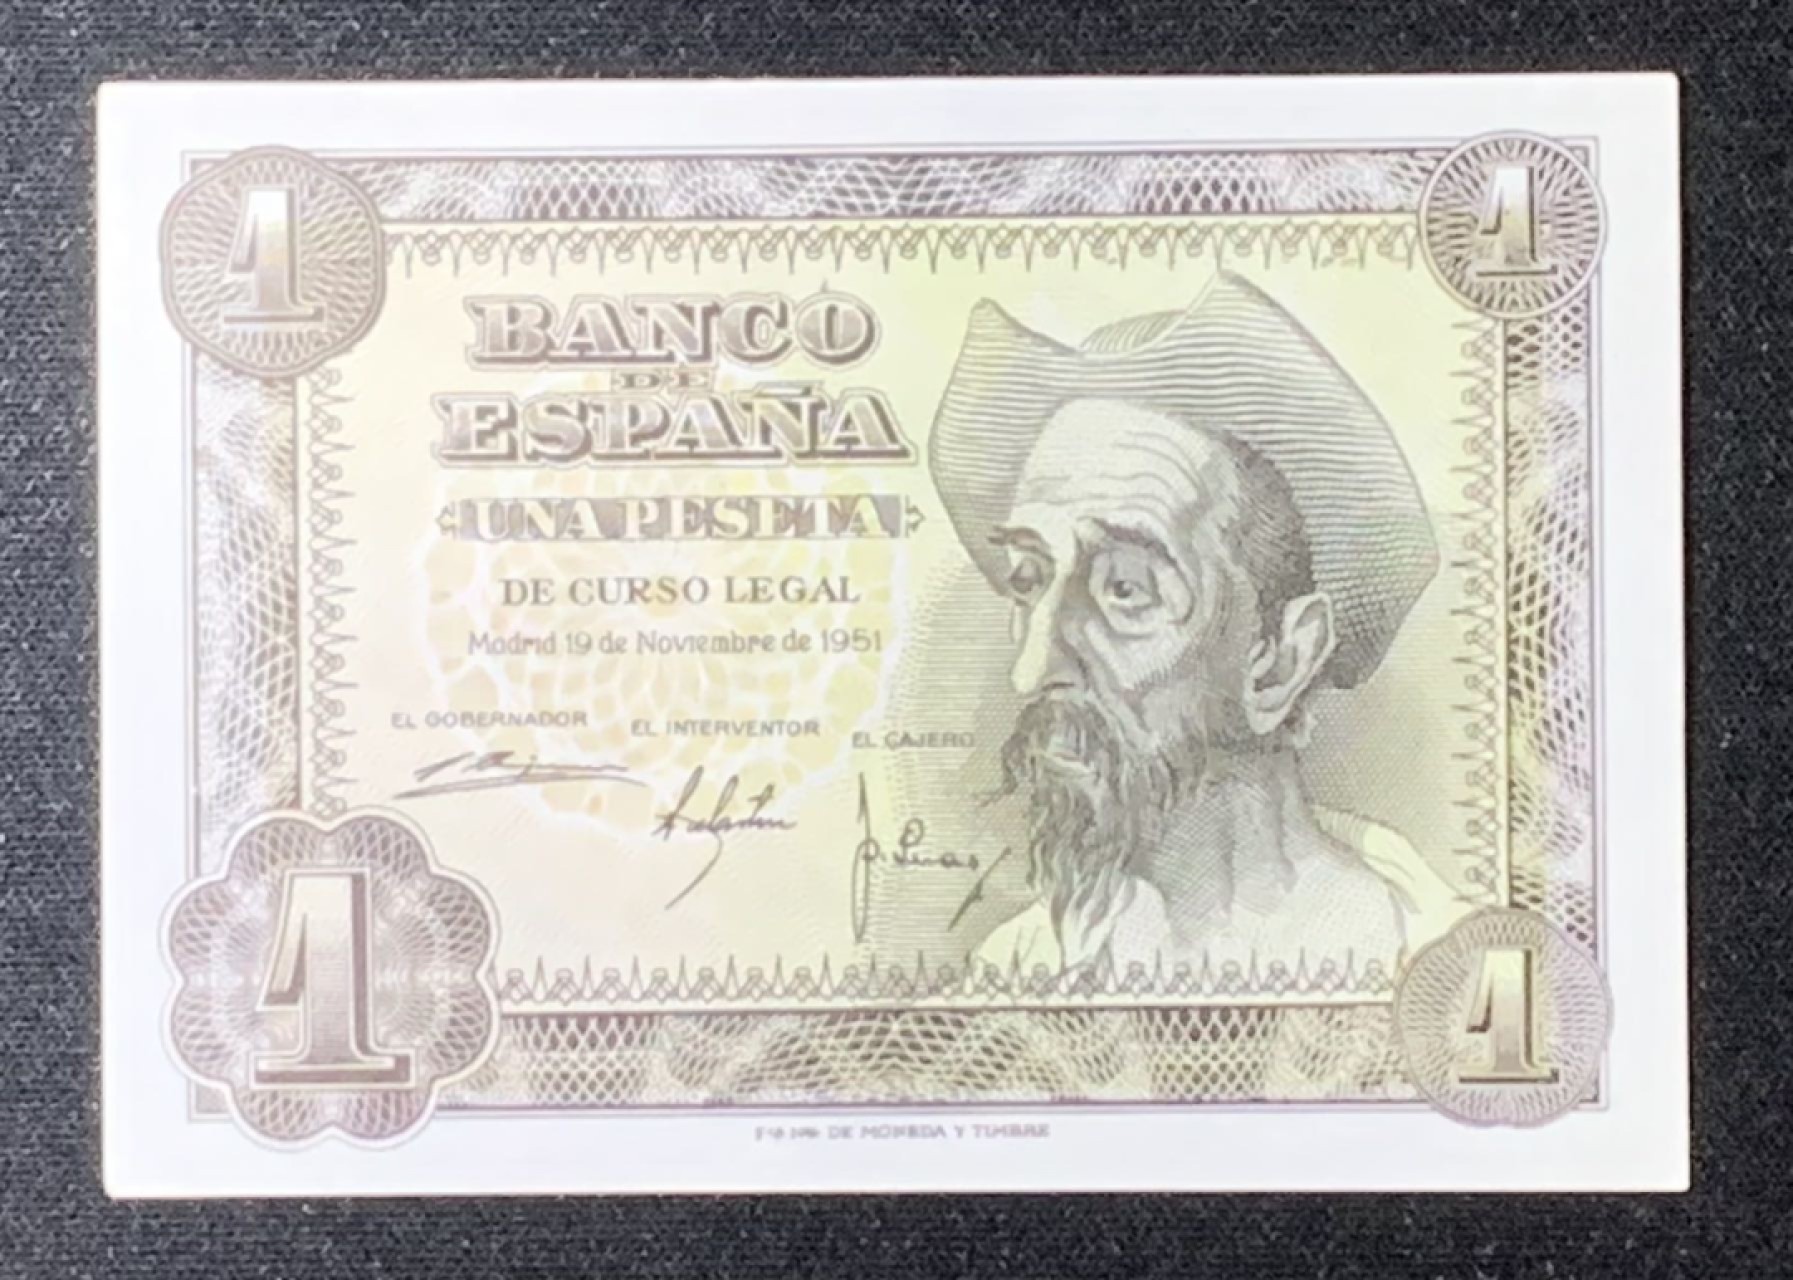 1 1
BANCO
DE
ESPAÑA
UNA PESETA
DE CURSO LEGAL
Madrid 19 de Noviembre de 1951
EL GOBERNADOR EL INTERVENTOR EL CAJERO
1 1
DE MONEDA Y TIMBRE